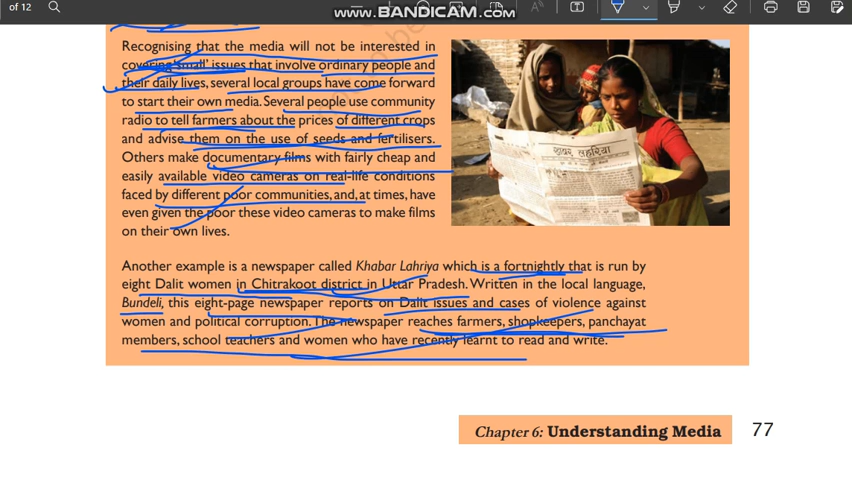 of 12
www.BANDICAM.com
Recognising that the media will not be interested in
covering 'small' issues that involve ordinary people and
their daily lives, several local groups have come forward
to start their own media. Several people use community
radio to tell farmers about the prices of different crops
and advise them on the use of seeds and fertilisers.
Others make documentary films with fairly cheap and
easily available video cameras on real-life conditions
faced by different poor communities, and, at times, have
even given the poor these video cameras to make films
on their own lives.
खबर लहरिया
Another example is a newspaper called Khabar Lahriya which is a fortnightly that is run by
eight Dalit women in Chitrakoot district in Uttar Pradesh. Written in the local language,
Bundeli, this eight-page newspaper reports on Dalit issues and cases of violence against
women and political corruption. The newspaper reaches farmers, shopkeepers, panchayat
members, school teachers and women who have recently learnt to read and write.
Chapter 6: Understanding Media 77